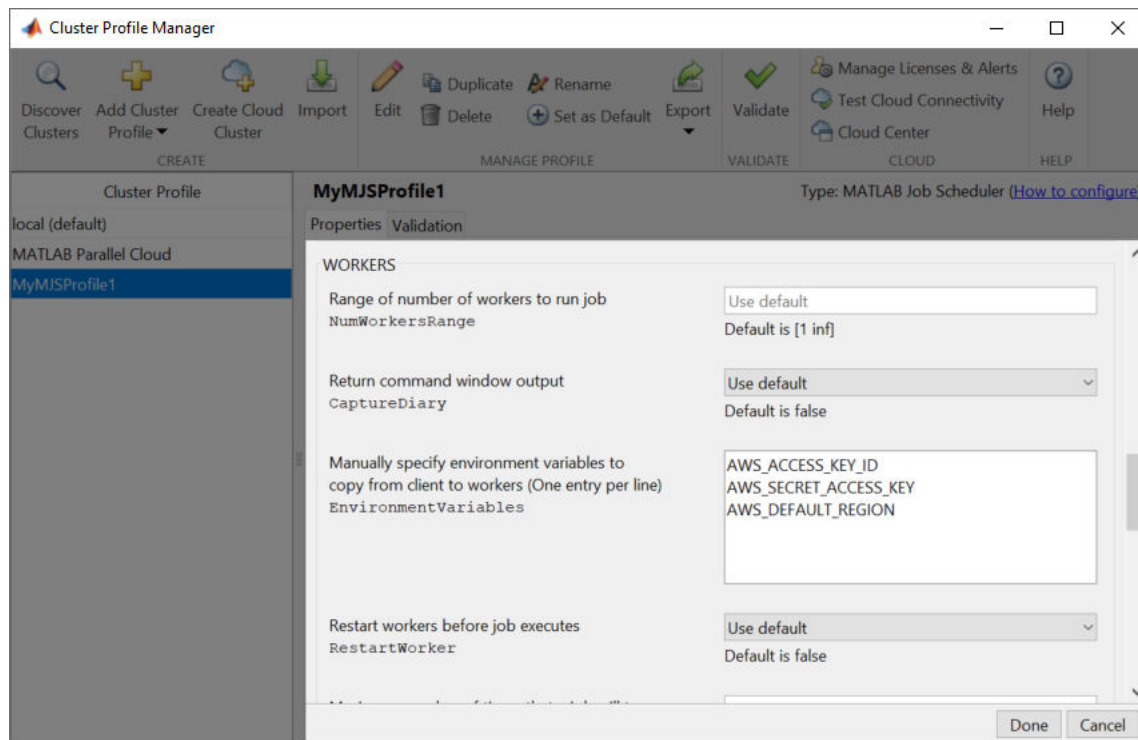 Cluster Profile Manager
Discover Clusters
Add Cluster Profile
Create Cloud Cluster
Import
CREATE
Edit
Duplicate
Delete
Rename
Set as Default
Export
MANAGE PROFILE
Validate
VALIDATE
Manage Licenses & Alerts
Test Cloud Connectivity
Cloud Center
CLOUD
Help
HELP
Cluster Profile
local (default)
MATLAB Parallel Cloud
MyMJSProfile1
MyMJSProfile1
Type: MATLAB Job Scheduler (How to configure
Properties
Validation
WORKERS
Range of number of workers to run job
NumWorkersRange
Use default
Default is [1 inf]
Return command window output
CaptureDiary
Use default
Default is false
Manually specify environment variables to
copy from client to workers (One entry per line)
EnvironmentVariables
AWS_ACCESS_KEY_ID
AWS_SECRET_ACCESS_KEY
AWS_DEFAULT_REGION
Restart workers before job executes
RestartWorker
Use default
Default is false
Done
Cancel